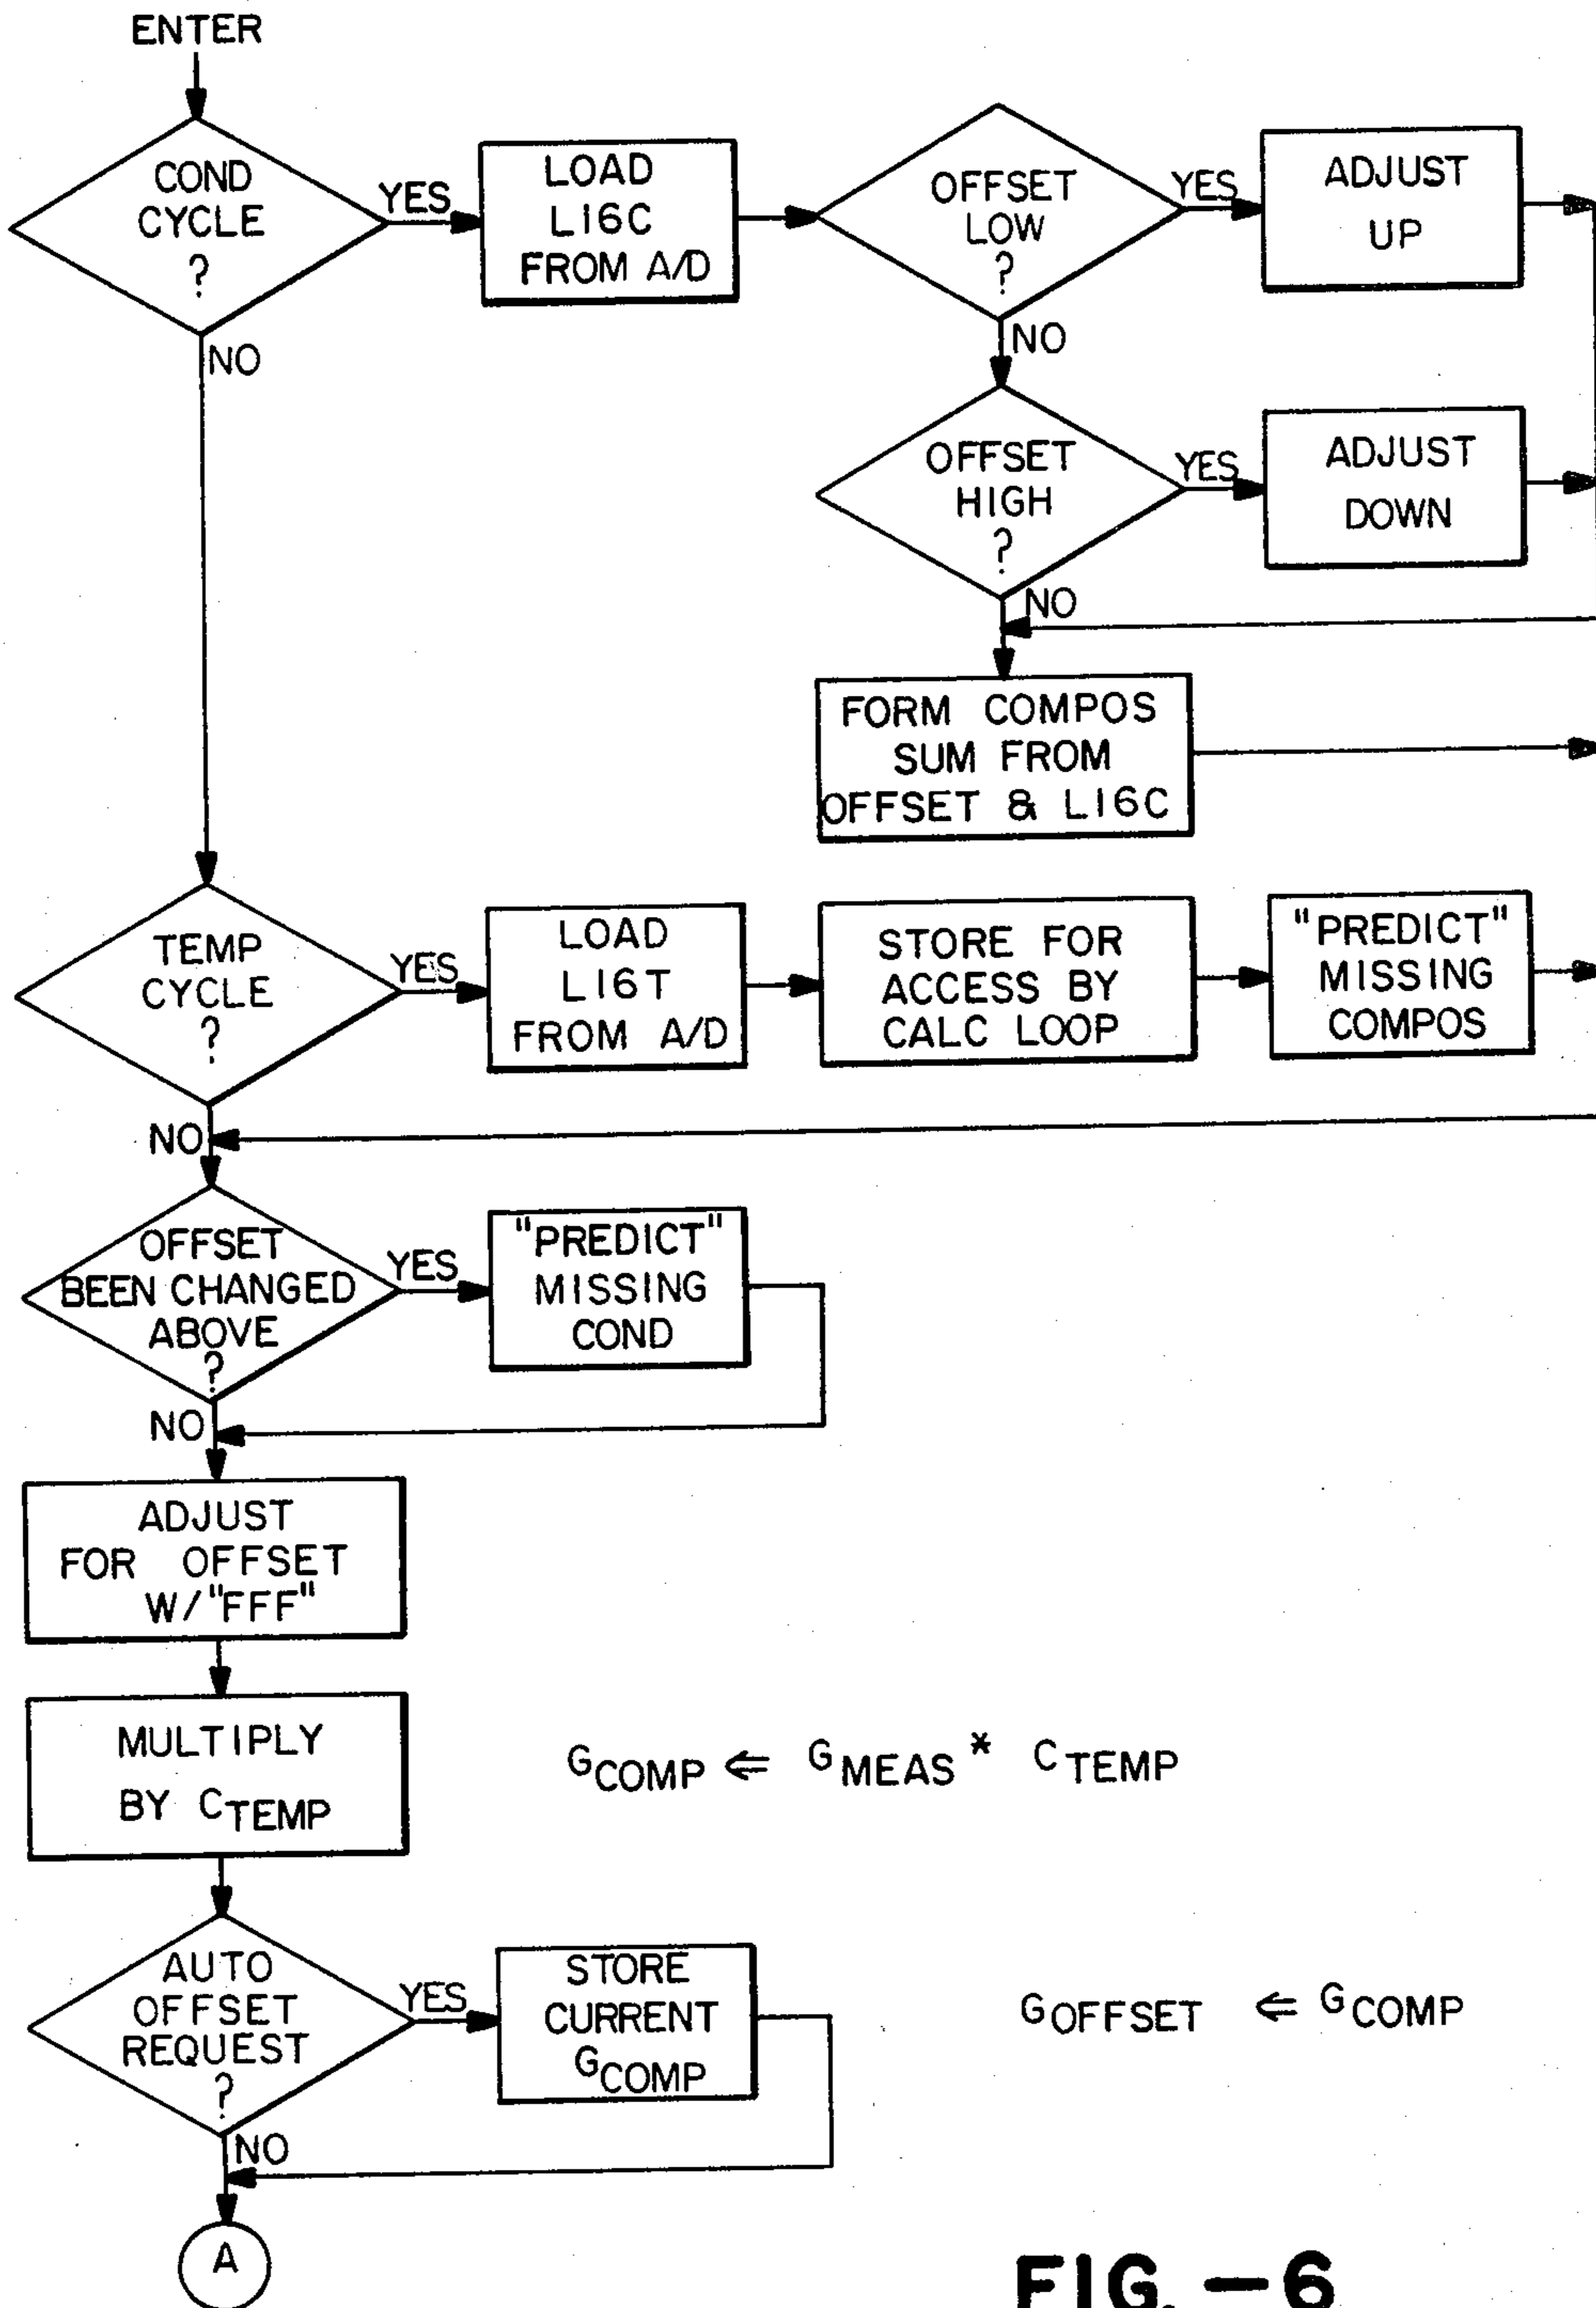 ENTER
COND
CYCLE
?
YES
NO
LOAD
L16C
FROM A/D
OFFSET
LOW
?
YES
NO
ADJUST
UP
OFFSET
HIGH
?
YES
NO
ADJUST
DOWN
FORM COMPOS
SUM FROM
OFFSET & L16C
TEMP
CYCLE
?
YES
NO
LOAD
L16T
FROM A/D
STORE FOR
ACCESS BY
CALC LOOP
"PREDICT"
MISSING
COMPOS
OFFSET
BEEN CHANGED
ABOVE
?
YES
NO
"PREDICT"
MISSING
COND
ADJUST
FOR OFFSET
W/"FFF"
MULTIPLY
BY CTEMP
GCOMP ⇐ GMEAS * CTEMP
AUTO
OFFSET
REQUEST
?
YES
NO
STORE
CURRENT
GCOMP
GOFFSET ⇐ GCOMP
A
FIG. —6